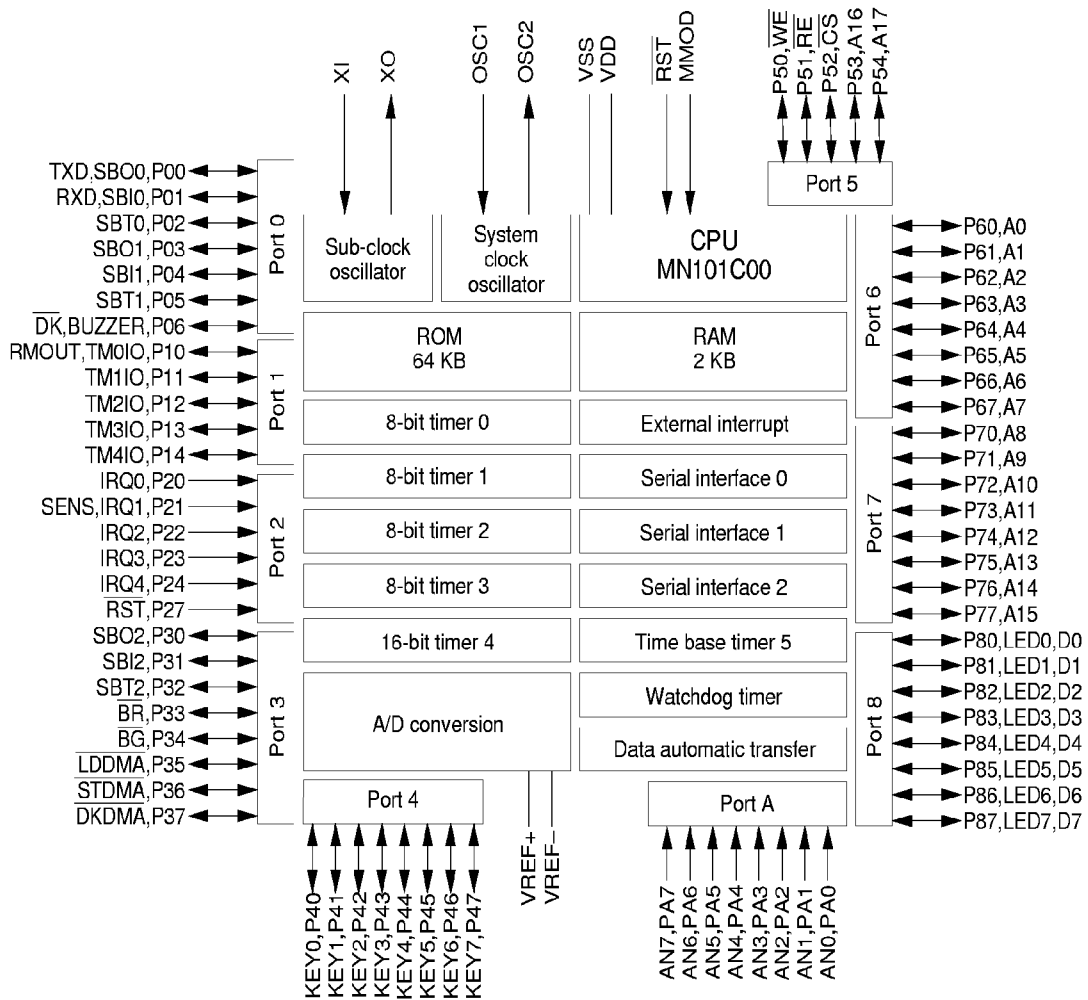 XI
XO
OSC1
OSC2
VSS
VDD
RST
MMOD
P50,WE
P51,RE
P52,CS
P53,A16
P54,A17
Port 5
TXD,SBO0,P00
RXD,SBI0,P01
SBT0,P02
SBO1,P03
SBI1,P04
SBT1,P05
DK,BUZZER,P06
Port 0
RMOUT,TM0IO,P10
TM1IO,P11
TM2IO,P12
TM3IO,P13
TM4IO,P14
Port 1
IRQ0,P20
SENS,IRQ1,P21
IRQ2,P22
IRQ3,P23
IRQ4,P24
RST,P27
Port 2
SBO2,P30
SBI2,P31
SBT2,P32
BR,P33
BG,P34
LDDMA,P35
STDMA,P36
DKDMA,P37
Port 3
Sub-clock
oscillator
System
clock
oscillator
CPU
MN101C00
ROM
64 KB
RAM
2 KB
8-bit timer 0
External interrupt
8-bit timer 1
Serial interface 0
8-bit timer 2
Serial interface 1
8-bit timer 3
Serial interface 2
16-bit timer 4
Time base timer 5
A/D conversion
Watchdog timer
Data automatic transfer
Port 6
P60,A0
P61,A1
P62,A2
P63,A3
P64,A4
P65,A5
P66,A6
P67,A7
Port 7
P70,A8
P71,A9
P72,A10
P73,A11
P74,A12
P75,A13
P76,A14
P77,A15
Port 8
P80,LED0,D0
P81,LED1,D1
P82,LED2,D2
P83,LED3,D3
P84,LED4,D4
P85,LED5,D5
P86,LED6,D6
P87,LED7,D7
Port 4
KEY0,P40
KEY1,P41
KEY2,P42
KEY3,P43
KEY4,P44
KEY5,P45
KEY6,P46
KEY7,P47
VREF+
VREF–
Port A
AN7,PA7
AN6,PA6
AN5,PA5
AN4,PA4
AN3,PA3
AN2,PA2
AN1,PA1
AN0,PA0